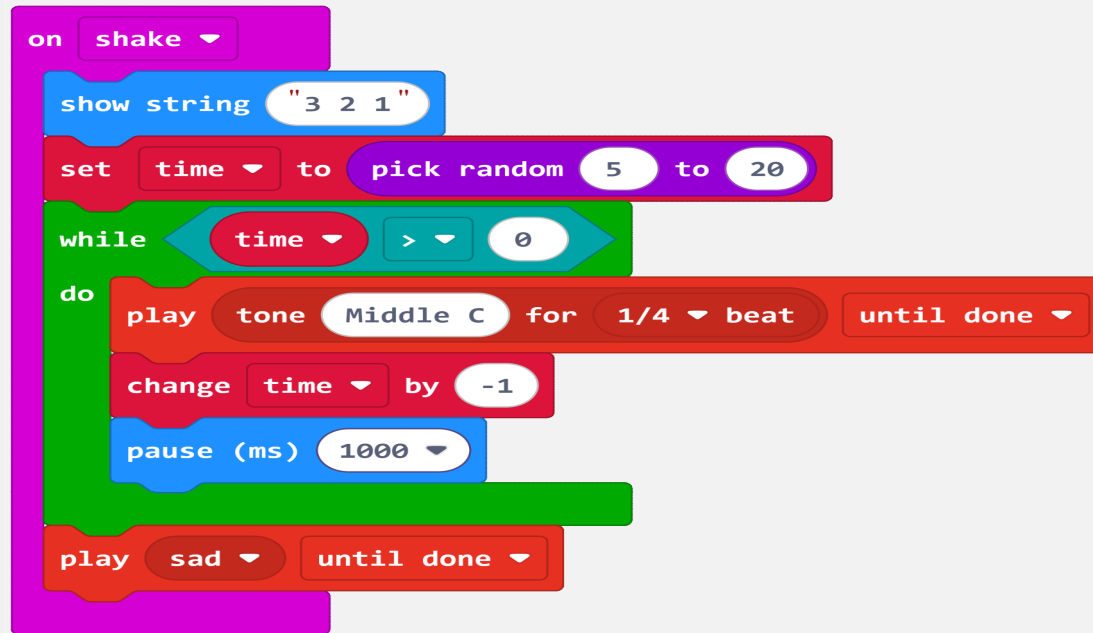 on shake
show string "3 2 1"
set time to pick random 5 to 20
while time > 0
do
play tone Middle C for 1/4 beat until done
change time by -1
pause (ms) 1000
play sad until done